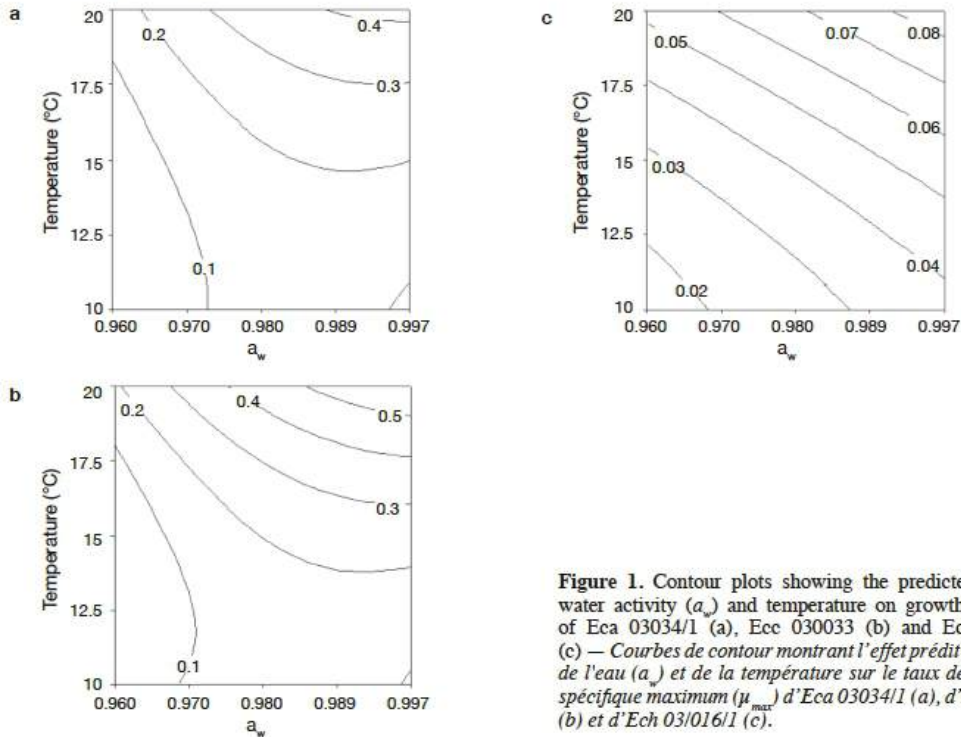 a
20
17.5
15
12.5
10
Temperature (°C)
0.2
0.4
0.3
0.1
0.960 0.970 0.980 0.989 0.997
a_w
b
20
17.5
15
12.5
10
Temperature (°C)
0.2
0.4
0.5
0.3
0.1
0.960 0.970 0.980 0.989 0.997
a_w
c
20
17.5
15
12.5
10
Temperature (°C)
0.05
0.07
0.08
0.06
0.03
0.04
0.02
0.960 0.970 0.980 0.989 0.997
a_w
Figure 1. Contour plots showing the predicte
water activity (a_w) and temperature on growth
of Eca 03034/1 (a), Ecc 030033 (b) and Ec
(c) — Courbes de contour montrant l'effet prédit
de l'eau (a_w) et de la température sur le taux de
spécifique maximum (μ_max) d'Eca 03034/1 (a), d'
(b) et d'Ech 03/016/1 (c).